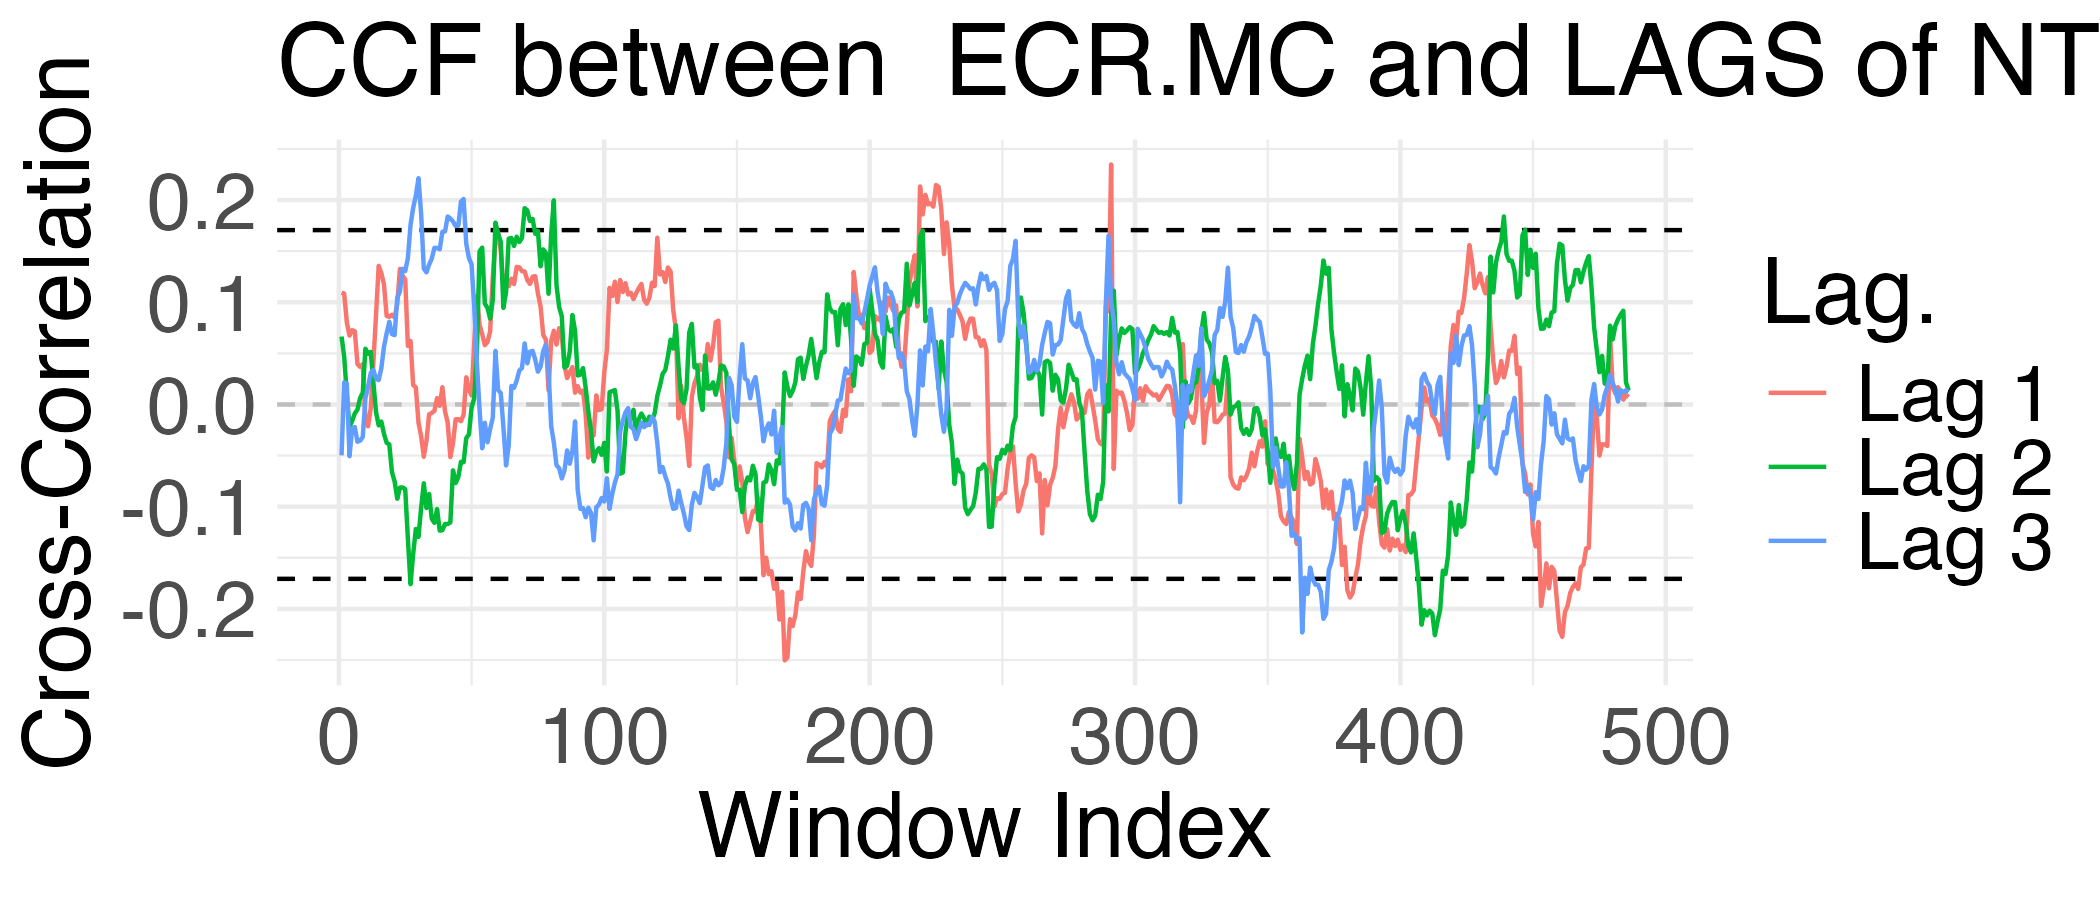 CCF between  ECR.MC and LAGS of NT
Cross-Correlation
0.2
0.1
0.0
-0.1
-0.2
0 100 200 300 400 500
Window Index
Lag.
Lag 1
Lag 2
Lag 3